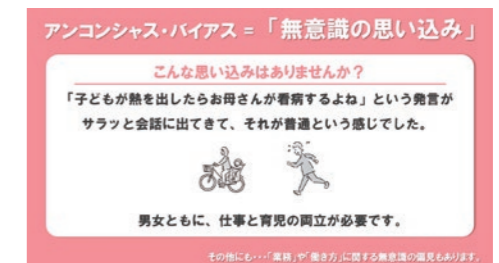 アンコンシャス・バイアス = 「無意識の思い込み」
こんな思い込みはありませんか？
「子どもが熱を出したらお母さんが看病するよね」という発言が
サラッと会話に出てきて、それが普通という感じでした。
男女ともに、仕事と育児の両立が必要です。
その他にも･･･「業務」や「働き方」に関する無意識の偏見もあります。